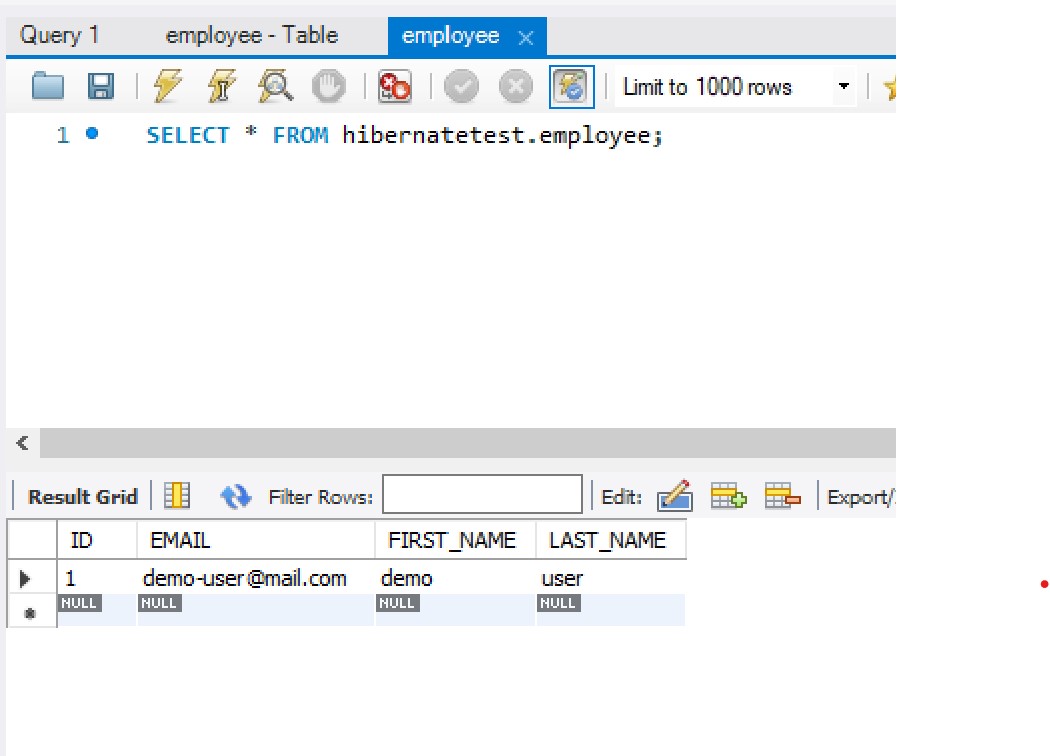 Query 1 employee - Table employee
Limit to 1000 rows
1 SELECT * FROM hibernatetest.employee;
Result Grid Filter Rows: Edit: Export/
ID EMAIL FIRST_NAME LAST_NAME
1 demo-user@mail.com demo user
NULL NULL NULL NULL